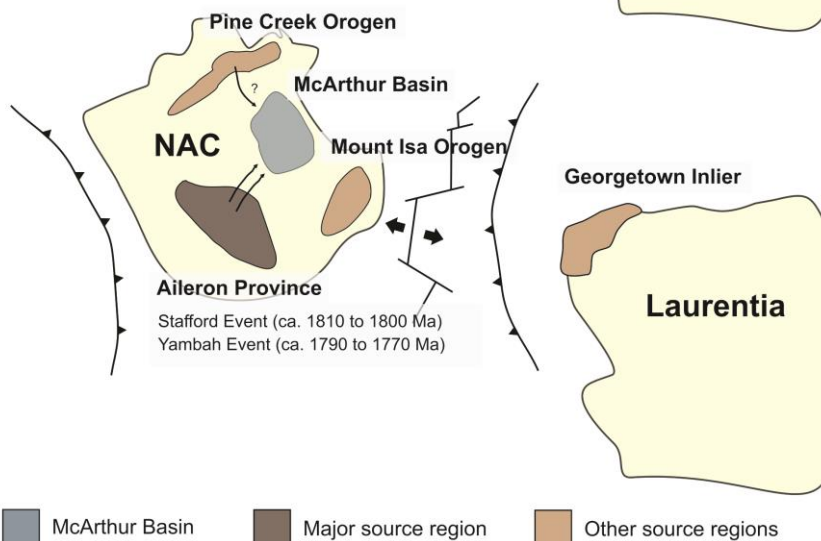 Pine Creek Orogen
?
McArthur Basin
NAC
Mount Isa Orogen
Georgetown Inlier
Aileron Province
Laurentia
Stafford Event (ca. 1810 to 1800 Ma)
Yambah Event (ca. 1790 to 1770 Ma)
McArthur Basin
Major source region
Other source regions